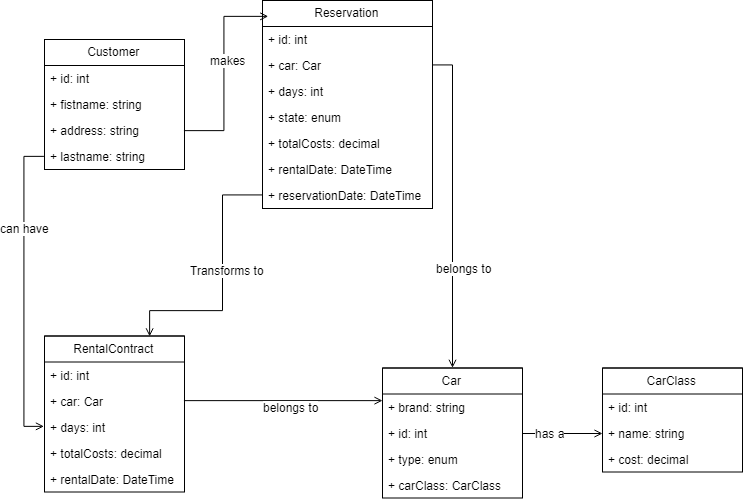 Reservation
+ id: int
+ car: Car
+ days: int
+ state: enum
+ totalCosts: decimal
+ rentalDate: DateTime
+ reservationDate: DateTime
Customer
+ id: int
+ fistname: string
+ address: string
+ lastname: string
makes
can have
Transforms to
belongs to
RentalContract
+ id: int
+ car: Car
+ days: int
+ totalCosts: decimal
+ rentalDate: DateTime
belongs to
Car
+ brand: string
+ id: int
+ type: enum
+ carClass: CarClass
has a
CarClass
+ id: int
+ name: string
+ cost: decimal